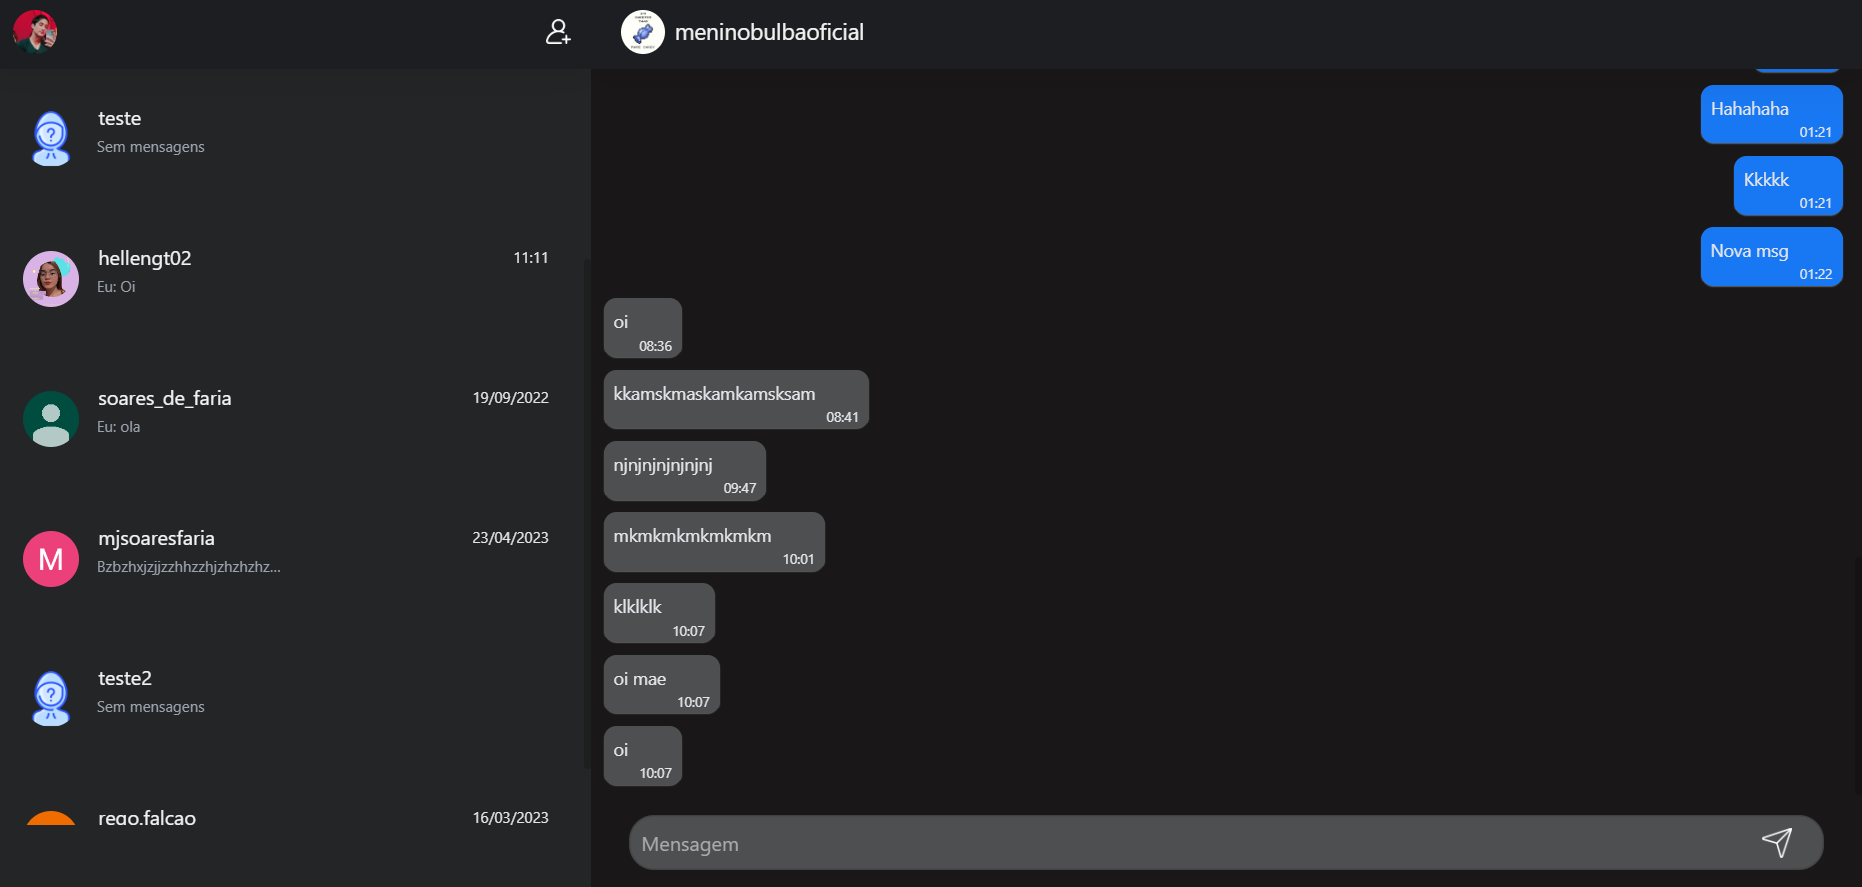 teste
Sem mensagens
hellengt02
11:11
Eu: Oi
soares_de_faria
19/09/2022
Eu: ola
M
mjsoaresfaria
23/04/2023
Bzbzhxjzjjzzhhzzhjzhzhzhz...
teste2
Sem mensagens
rego.falcao
16/03/2023
meninobulbaoficial
Hahahaha
01:21
Kkkkk
01:21
Nova msg
01:22
oi
08:36
kkamskmaskamkamsksam
08:41
njnjnjnjnjnjnj
09:47
mkmkmkmkmkmkm
10:01
klklklk
10:07
oi mae
10:07
oi
10:07
Mensagem